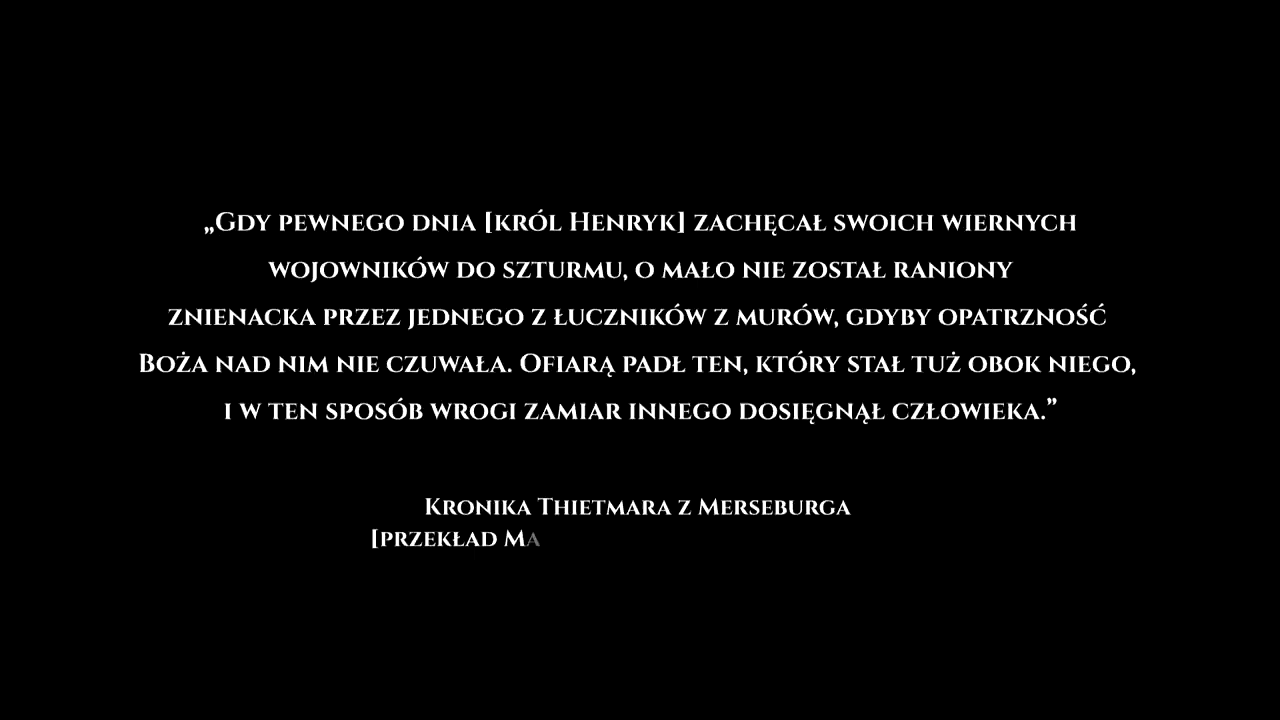 „Gdy pewnego dnia [król Henryk] zachęcał swoich wiernych
wojowników do szturmu, o mało nie został raniony
znienacka przez jednego z łuczników z murów, gdyby opatrzność
Boża nad nim nie czuwała. Ofiarą padł ten, który stał tuż obok niego,
i w ten sposób wrogi zamiar innego dosięgnął człowieka.”
Kronika Thietmara z Merseburga
[przekład Ma